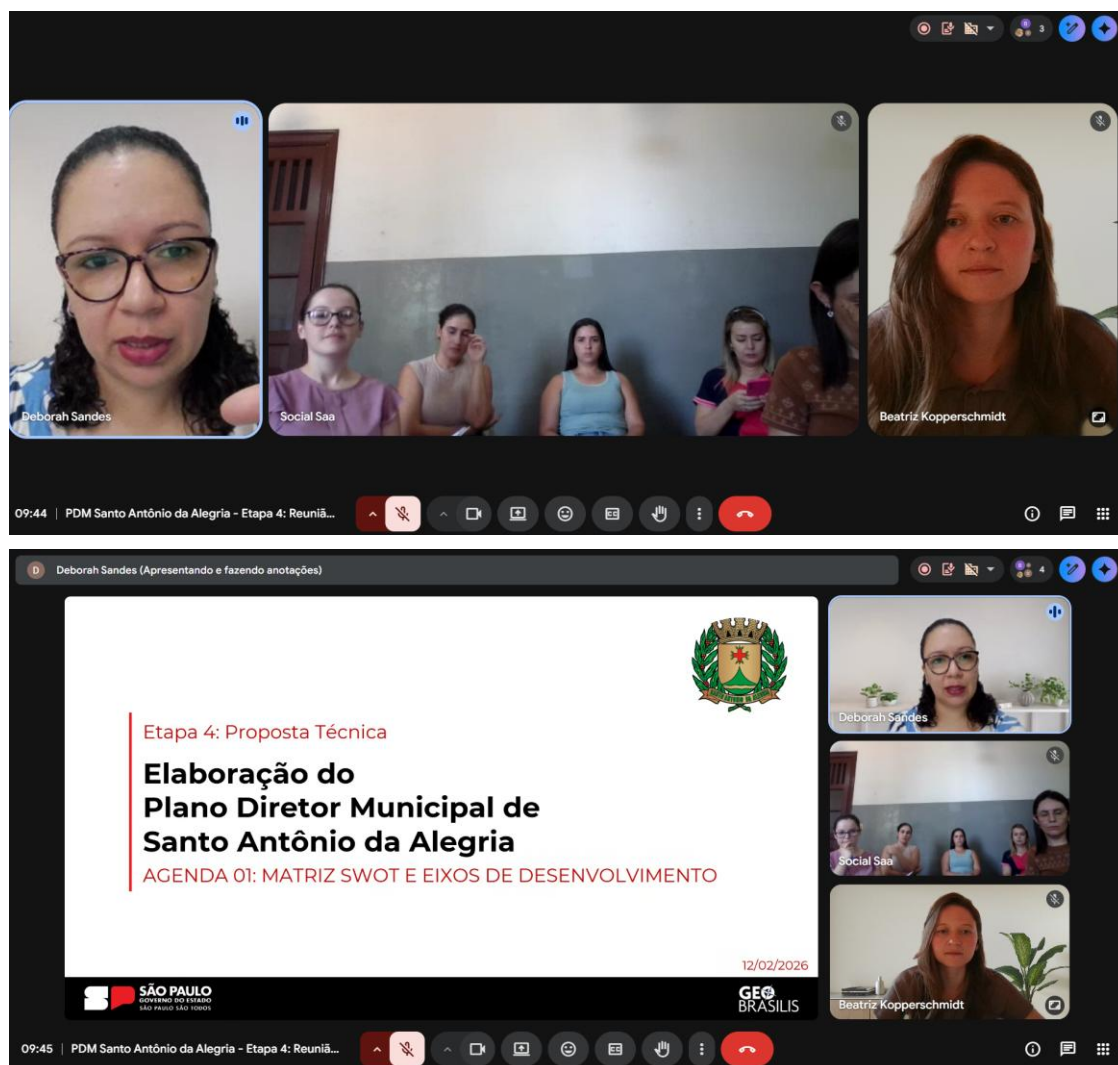 3
Deborah Sandes
Social Saa
Beatriz Kopperschmidt
09:44 | PDM Santo Antônio da Alegria - Etapa 4: Reuniã...
D Deborah Sandes (Apresentando e fazendo anotações)
4
Etapa 4: Proposta Técnica
Elaboração do
Plano Diretor Municipal de
Santo Antônio da Alegria
AGENDA 01: MATRIZ SWOT E EIXOS DE DESENVOLVIMENTO
12/02/2026
SÃO PAULO
GOVERNO DO ESTADO
SÃO PAULO SÃO TODOS
GEO
BRASILIS
Deborah Sandes
Social Saa
Beatriz Kopperschmidt
09:45 | PDM Santo Antônio da Alegria - Etapa 4: Reuniã...